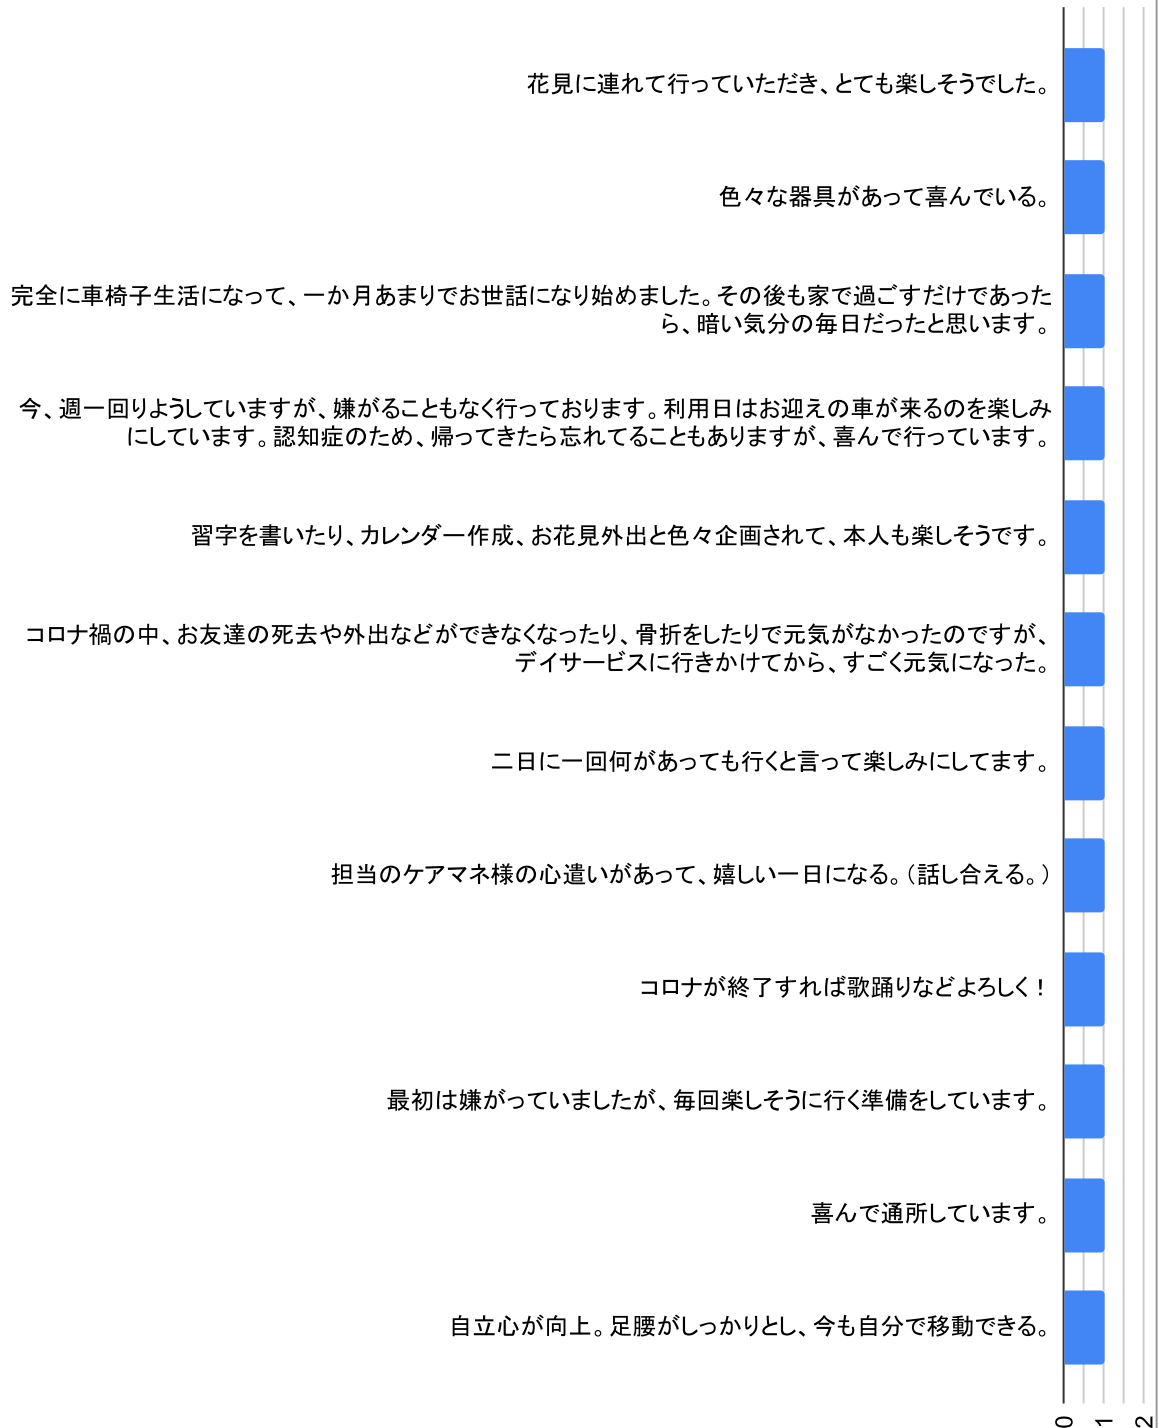 花見に連れて行っていただき、とても楽しそうでした。
色々な器具があって喜んでいる。
完全に車椅子生活になって、一か月あまりでお世話になり始めました。その後も家で過ごすだけであった
ら、暗い気分の毎日だったと思います。
今、週一回りようしていますが、嫌がることもなく行っております。利用日はお迎えの車が来るのを楽しみ
にしています。認知症のため、帰ってきたら忘れてることもありますが、喜んで行っています。
習字を書いたり、カレンダー作成、お花見外出と色々企画されて、本人も楽しそうです。
コロナ禍の中、お友達の死去や外出などができなくなったり、骨折をしたりで元気がなかったのですが、
デイサービスに行きかけてから、すごく元気になった。
二日に一回何があっても行くと言って楽しみにしてます。
担当のケアマネ様の心遣いがあって、嬉しい一日になる。(話し合える。)
コロナが終了すれば歌踊りなどよろしく！
最初は嫌がっていましたが、毎回楽しそうに行く準備をしています。
喜んで通所しています。
自立心が向上。足腰がしっかりとし、今も自分で移動できる。
0
1
2